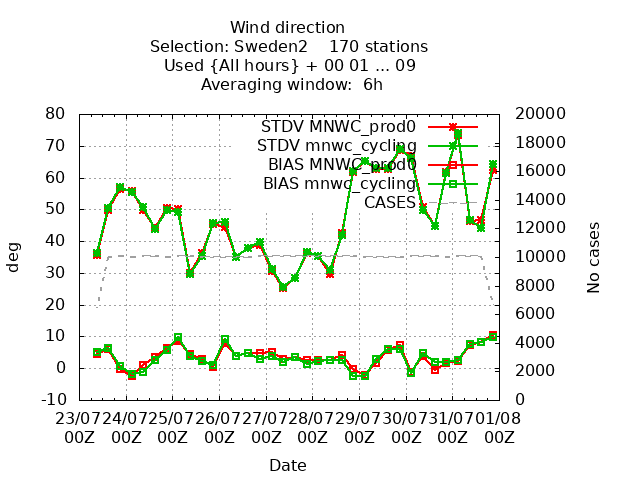 Wind direction
Selection: Sweden2    170 stations
Used {All hours} + 00 01 ... 09
Averaging window:  6h
80
70
60
50
40
30
20
10
0
-10
deg
20000
18000
16000
14000
12000
10000
8000
6000
4000
2000
0
No cases
STDV MNWC_prod0
STDV mnwc_cycling
BIAS MNWC_prod0
BIAS mnwc_cycling
CASES
23/07 24/07 25/07 26/07 27/07 28/07 29/07 30/07 31/07 01/08
00Z 00Z 00Z 00Z 00Z 00Z 00Z 00Z 00Z 00Z
Date